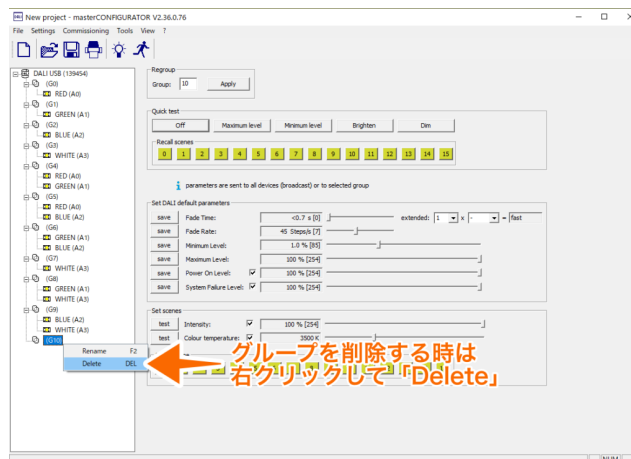 New project - masterCONFIGURATOR V2.36.0.76
File Settings Commissioning Tools View ?
DALI USB (139454)
(G0)
RED (A0)
(G1)
GREEN (A1)
(G2)
BLUE (A2)
(G3)
WHITE (A3)
(G4)
RED (A0)
GREEN (A1)
(G5)
RED (A0)
BLUE (A2)
(G6)
GREEN (A1)
BLUE (A2)
(G7)
WHITE (A3)
(G8)
GREEN (A1)
WHITE (A3)
(G9)
BLUE (A2)
WHITE (A3)
(G10)
Rename F2
Delete DEL
Regroup
Group: 10 Apply
Quick test
Off Maximum level Minimum level Brighten Dim
Recall scenes
0 1 2 3 4 5 6 7 8 9 10 11 12 13 14 15
parameters are sent to all devices (broadcast) or to selected group
Set DALI default parameters
save Fade Time: <0.7 s [0] extended: 1 x - = fast
save Fade Rate: 45 Steps/s [7]
save Minimum Level: 1.0 % [85]
save Maximum Level: 100 % [254]
save Power On Level: 100 % [254]
save System Failure Level: 100 % [254]
Set scenes
test Intensity: 100 % [254]
test Colour temperature: 3500 K
グループを削除する時は
右クリックして「Delete」
NUM